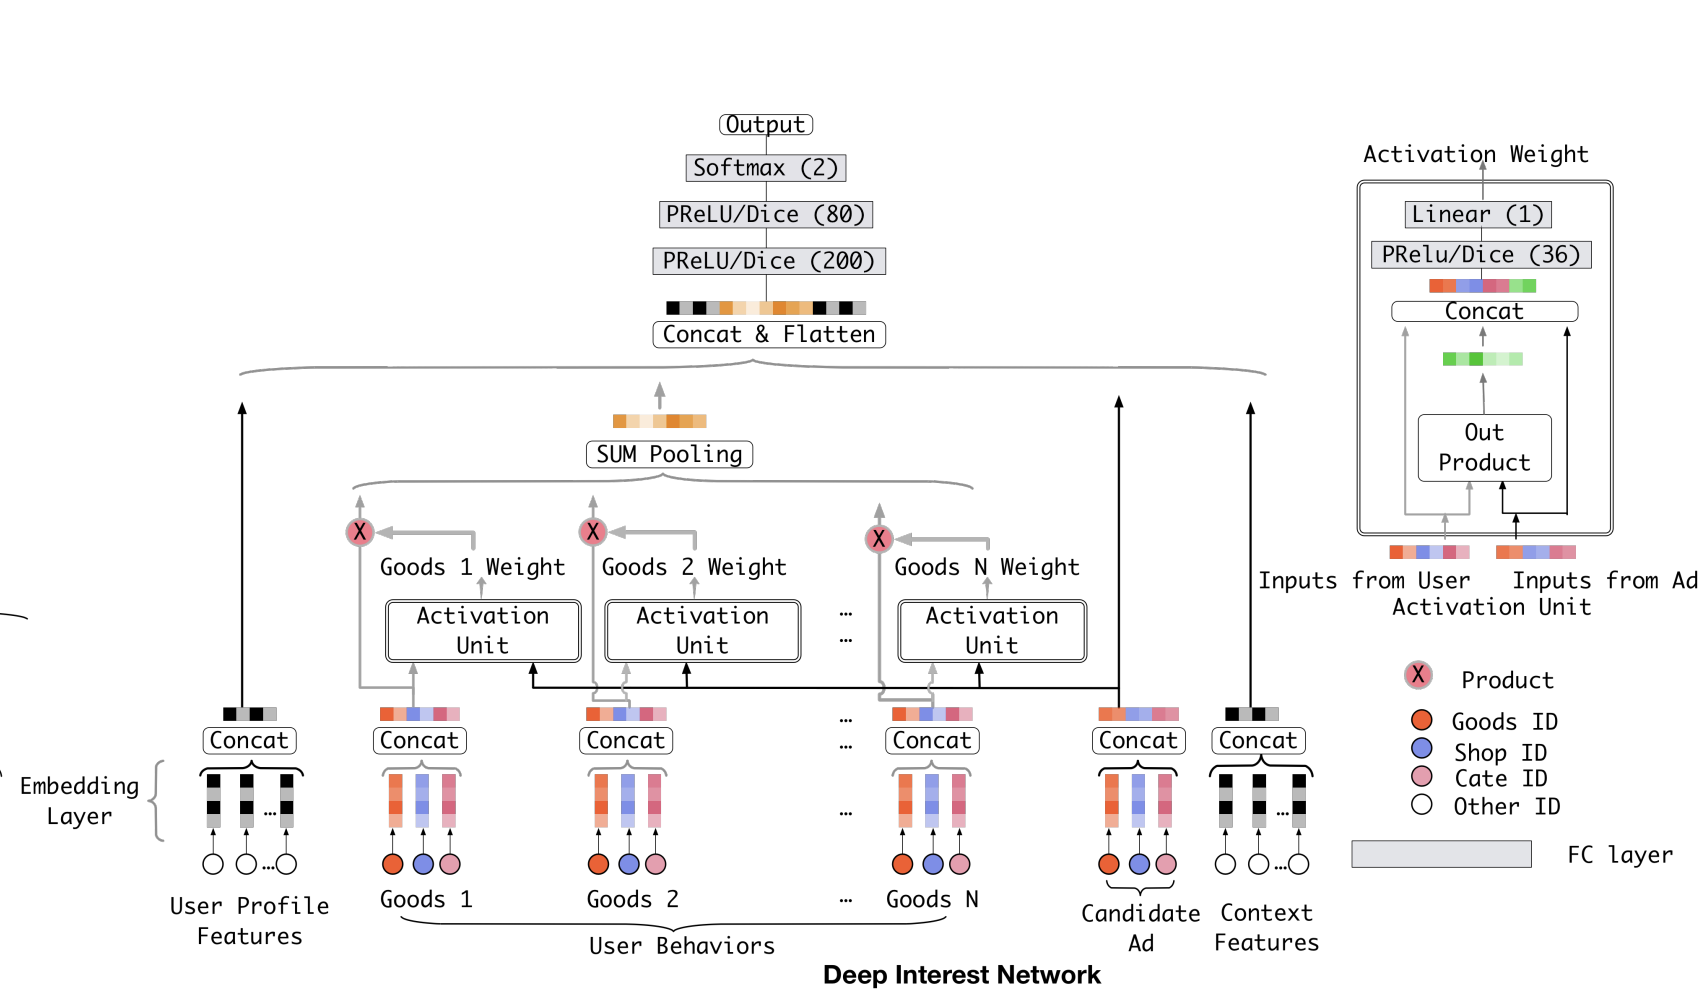 Output
Softmax (2)
PReLU/Dice (80)
PReLU/Dice (200)
Concat & Flatten
SUM Pooling
X
X
X
Goods 1 Weight
Goods 2 Weight
Goods N Weight
Activation
Unit
Activation
Unit
...
...
Activation
Unit
Concat
Concat
Concat
...
...
Concat
Concat
Concat
Embedding
Layer
...
...
...
...
...
User Profile
Features
Goods 1
Goods 2
...
Goods N
User Behaviors
Candidate
Ad
Context
Features
Deep Interest Network
Activation Weight
Linear (1)
PRelu/Dice (36)
Concat
Out
Product
Inputs from User
Inputs from Ad
Activation Unit
X Product
Goods ID
Shop ID
Cate ID
Other ID
FC layer